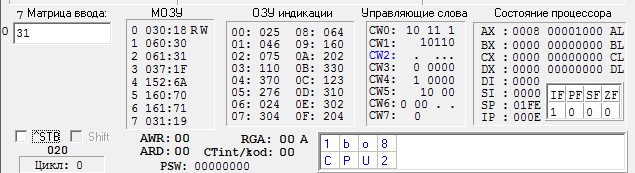 7 Матрица ввода:
0 31
STB Shift
020
Цикл: 0
МОЗУ
0 030:18 R W
1 060:30
2 061:31
3 037:1F
4 152:6A
5 160:70
6 161:71
7 031:19
ОЗУ индикации
00: 025 08: 064
01: 046 09: 160
02: 075 0A: 202
03: 110 0B: 330
04: 370 0C: 123
06: 310 0D: 276
06: 024 0E: 302
07: 304 0F: 204
Управляющие слова
CW0: 10 11 1
CW1: 10110
CW2: . ....
CW3: 0 0000
CW4: 1 0000
CW5: 10 00
CW6: 0 00 . .
CW7: 0
Состояние процессора
AX : 0008 00001000 AL
BX : 0000 00000000 BL
CX : 0000 00000000 CL
DX : 0000 00000000 DL
DI : 0000
SI : 0000
SP : 01FE
IP : 000E
IF PF SF ZF
1 0 0 0
AWR: 00 RGA: 00 A
ARD: 00 CTint/kod: 00
PSW: 00000000
1 b o 8
C P U 2